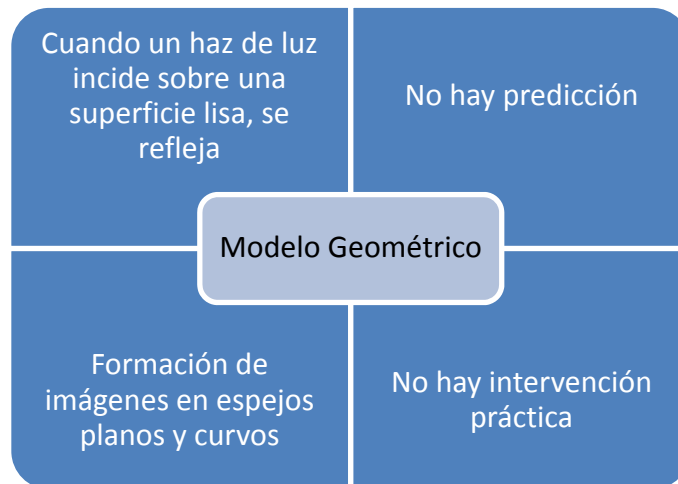 Cuando un haz de luz
incide sobre una
superficie lisa, se
refleja
No hay predicción
Modelo Geométrico
Formación de
imágenes en espejos
planos y curvos
No hay intervención
práctica